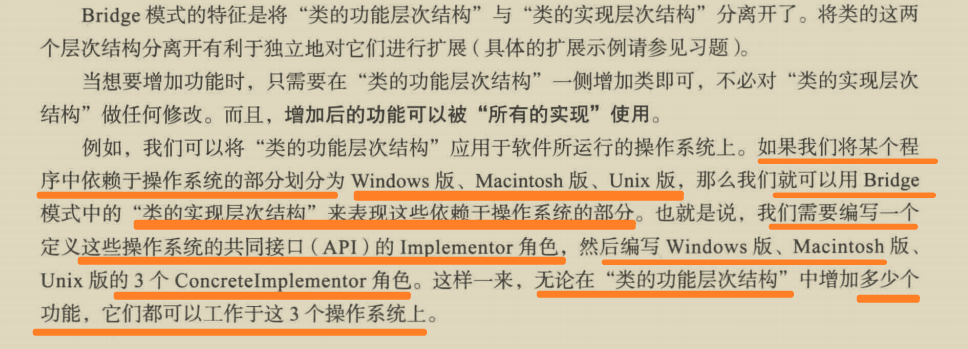 Bridge 模式的特征是将“类的功能层次结构”与“类的实现层次结构”分离开了。将类的这两
个层次结构分离开有利于独立地对它们进行扩展（具体的扩展示例请参见习题）。
当想要增加功能时，只需要在“类的功能层次结构”一侧增加类即可，不必对“类的实现层次
结构”做任何修改。而且，增加后的功能可以被“所有的实现”使用。
例如，我们可以将“类的功能层次结构”应用于软件所运行的操作系统上。如果我们将某个程
序中依赖于操作系统的部分划分为 Windows 版、Macintosh 版、Unix 版，那么我们就可以用 Bridge
模式中的“类的实现层次结构”来表现这些依赖于操作系统的部分。也就是说，我们需要编写一个
定义这些操作系统的共同接口（API）的 Implementor 角色，然后编写 Windows 版、Macintosh 版、
Unix 版的 3 个 ConcreteImplementor 角色。这样一来，无论在“类的功能层次结构”中增加多少个
功能，它们都可以工作于这 3 个操作系统上。